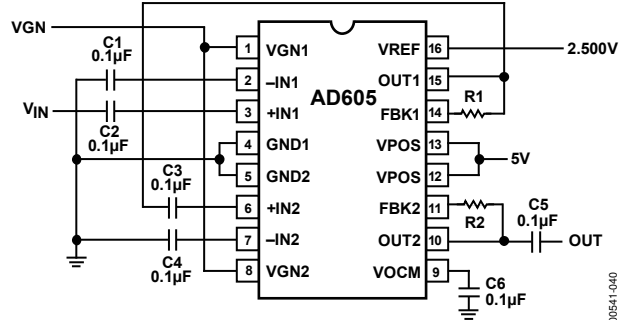 VGN
C1
0.1µF
VIN
C2
0.1µF
C3
0.1µF
C4
0.1µF
AD605
1 VGN1
2 –IN1
3 +IN1
4 GND1
5 GND2
6 +IN2
7 –IN2
8 VGN2
VREF 16
OUT1 15
FBK1 14
VPOS 13
VPOS 12
FBK2 11
OUT2 10
VOCM 9
2.500V
R1
5V
R2
C5
0.1µF
OUT
C6
0.1µF
00541-040